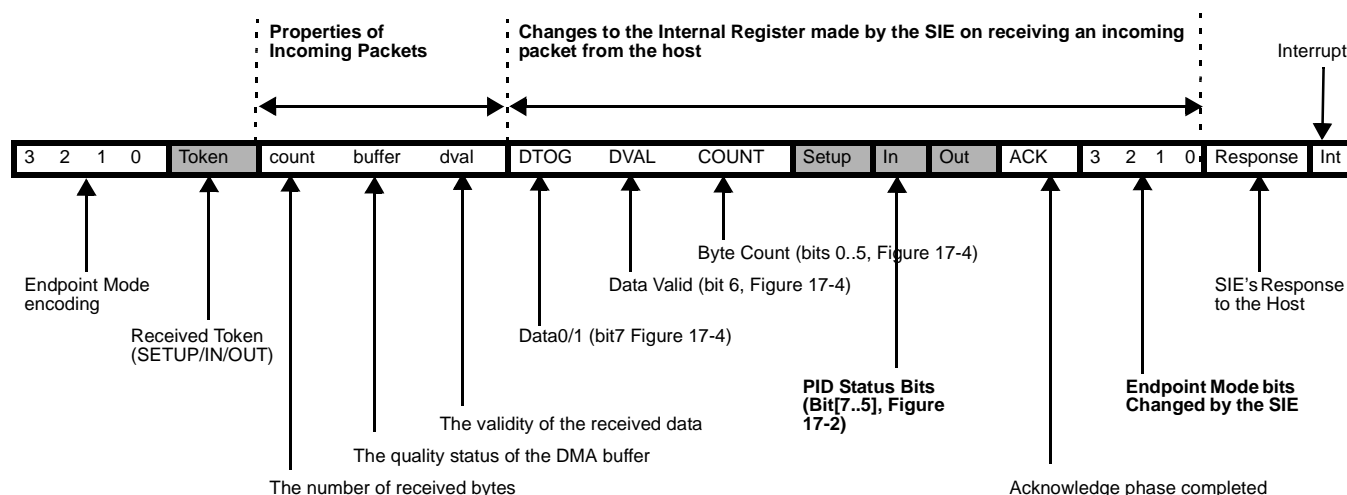 Properties of
Incoming Packets
Changes to the Internal Register made by the SIE on receiving an incoming
packet from the host
Interrupt
3 2 1 0 Token count buffer dval DTOG DVAL COUNT Setup In Out ACK 3 2 1 0 Response Int
Byte Count (bits 0..5, Figure 17-4)
Endpoint Mode
encoding
Data Valid (bit 6, Figure 17-4)
SIE's Response
to the Host
Received Token
(SETUP/IN/OUT)
Data0/1 (bit7 Figure 17-4)
PID Status Bits
(Bit[7..5], Figure
17-2)
Endpoint Mode bits
Changed by the SIE
The validity of the received data
The quality status of the DMA buffer
The number of received bytes
Acknowledge phase completed